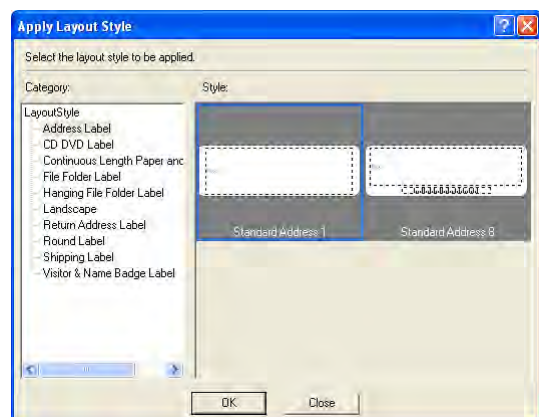 Apply Layout Style
Select the layout style to be applied.
Category:
Style:
LayoutStyle
Address Label
CD DVD Label
Continuous Length Paper and
File Folder Label
Hanging File Folder Label
Landscape
Return Address Label
Round Label
Shipping Label
Visitor & Name Badge Label
Standard Address 1
Standard Address 8
OK
Close